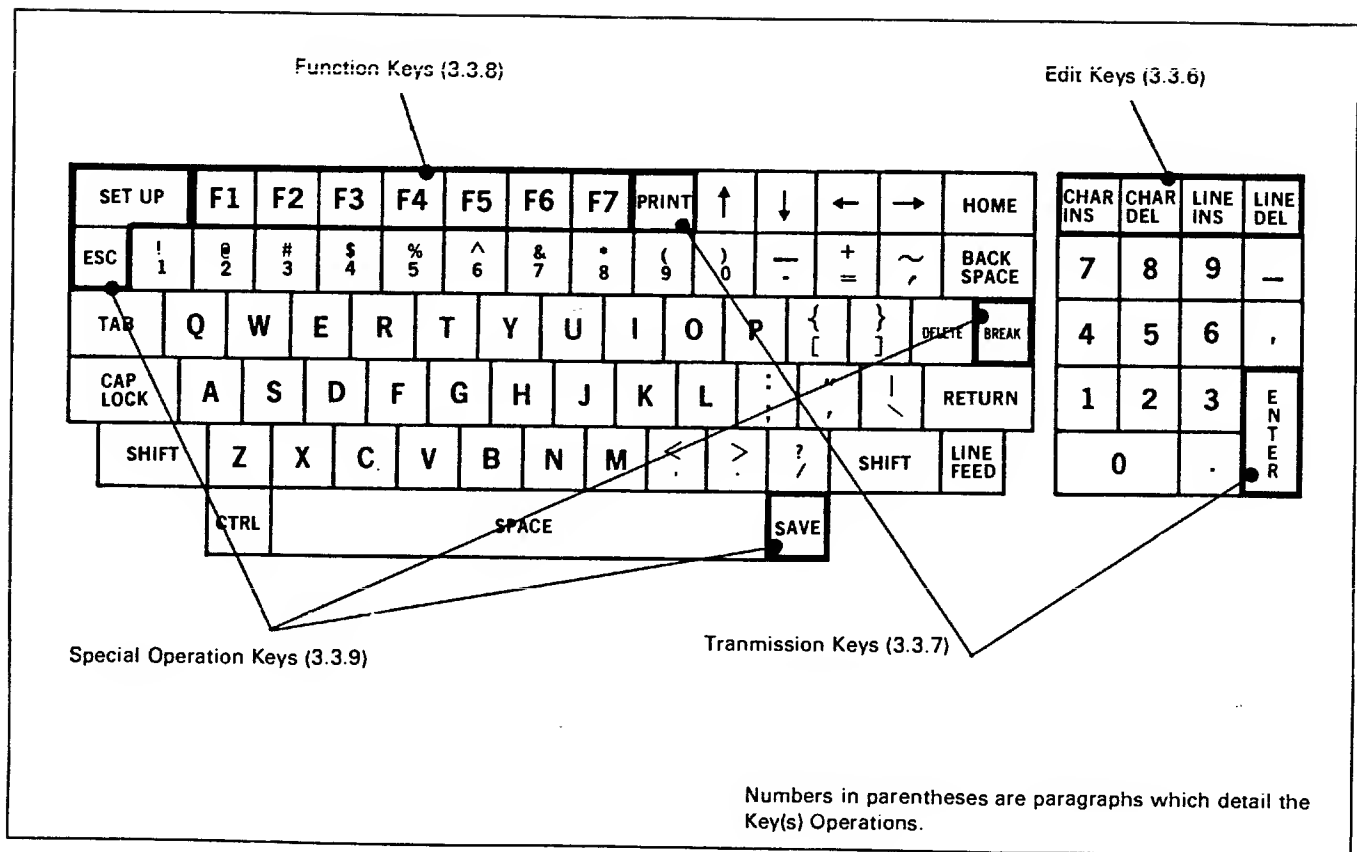 Function Keys (3.3.8)
Edit Keys (3.3.6)
SET UP F1 F2 F3 F4 F5 F6 F7 PRINT ↑ ↓ ← → HOME
CHAR INS CHAR DEL LINE INS LINE DEL
ESC ! 1 @ 2 # 3 $ 4 % 5 ^ 6 & 7 * 8 ( 9 ) 0 — - + = ~ ′ BACK SPACE
7 8 9 —
TAB Q W E R T Y U I O P { [ } ] DELETE BREAK
4 5 6 ,
CAP LOCK A S D F G H J K L : ; " ' | \ RETURN
1 2 3 ENTER
SHIFT Z X C V B N M < , > . ? / SHIFT LINE FEED
0 .
CTRL SPACE SAVE
Special Operation Keys (3.3.9)
Tranmission Keys (3.3.7)
Numbers in parentheses are paragraphs which detail the
Key(s) Operations.